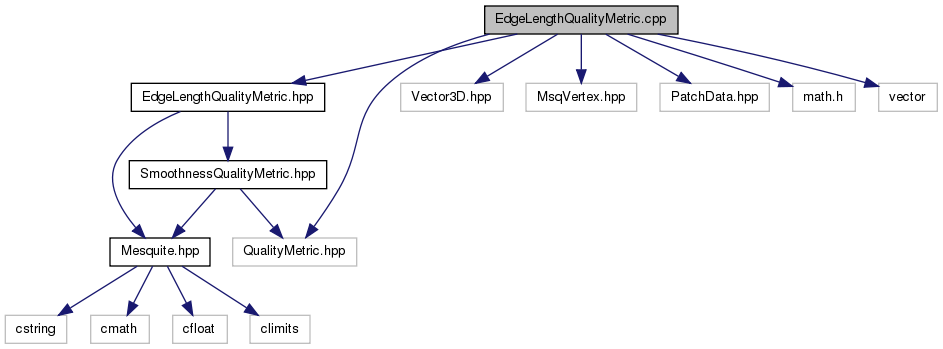 EdgeLengthQualityMetric.cpp
EdgeLengthQualityMetric.hpp
Vector3D.hpp
MsqVertex.hpp
PatchData.hpp
math.h
vector
SmoothnessQualityMetric.hpp
Mesquite.hpp
QualityMetric.hpp
cstring
cmath
cfloat
climits